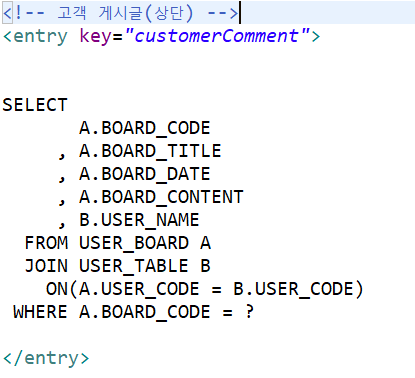 <!-- 고객 게시글(상단) -->
<entry key="customerComment">
SELECT
A.BOARD_CODE
, A.BOARD_TITLE
, A.BOARD_DATE
, A.BOARD_CONTENT
, B.USER_NAME
FROM USER_BOARD A
JOIN USER_TABLE B
ON(A.USER_CODE = B.USER_CODE)
WHERE A.BOARD_CODE = ?
</entry>